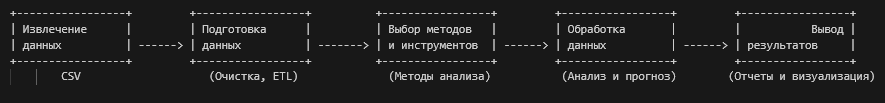 Извлечение данных
CSV
Подготовка данных
(Очистка, ETL)
Выбор методов и инструментов
(Методы анализа)
Обработка данных
(Анализ и прогноз)
Вывод результатов
(Отчеты и визуализация)